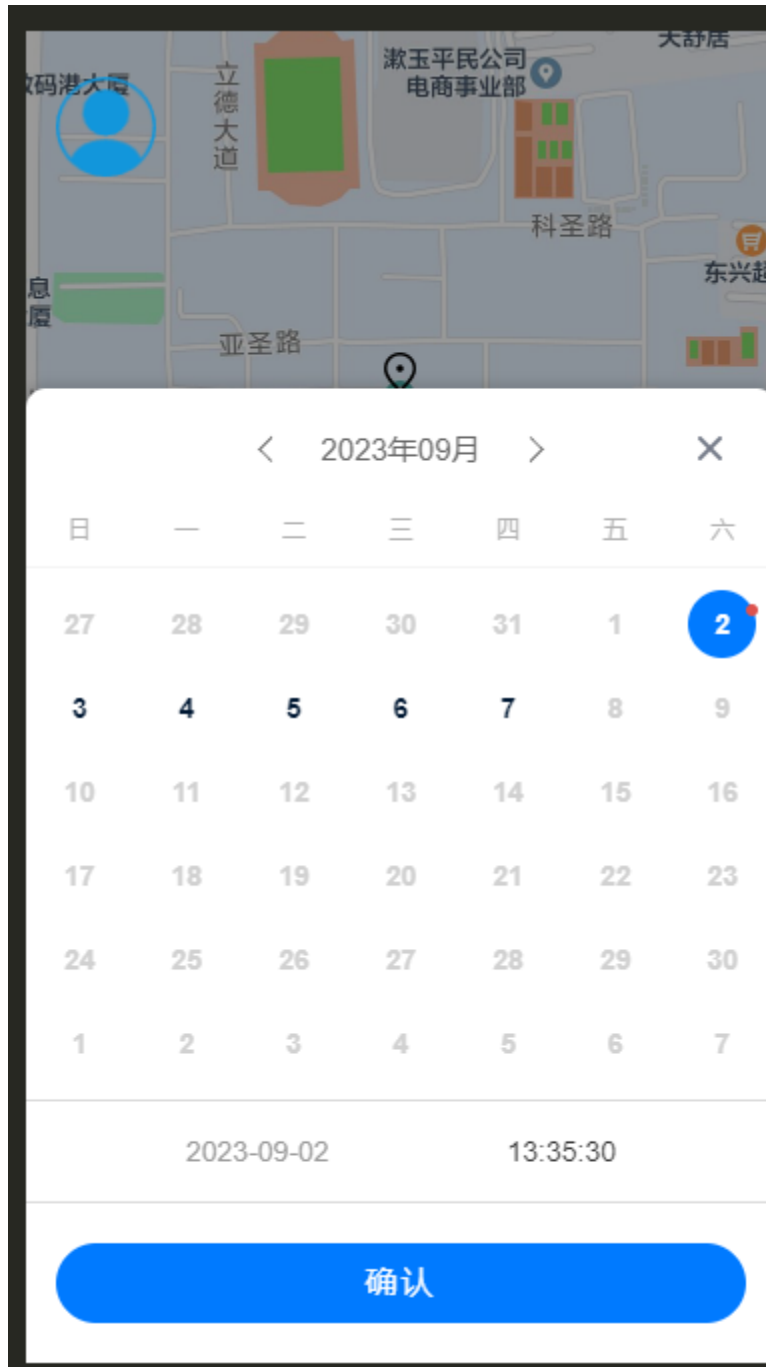 天舒居
漱玉平民公司
电商事业部
数码港大厦
立德大道
科圣路
东兴超
息
厦
亚圣路
2023年09月
日 一 二 三 四 五 六
27 28 29 30 31 1 2
3 4 5 6 7 8 9
10 11 12 13 14 15 16
17 18 19 20 21 22 23
24 25 26 27 28 29 30
1 2 3 4 5 6 7
2023-09-02 13:35:30
确认